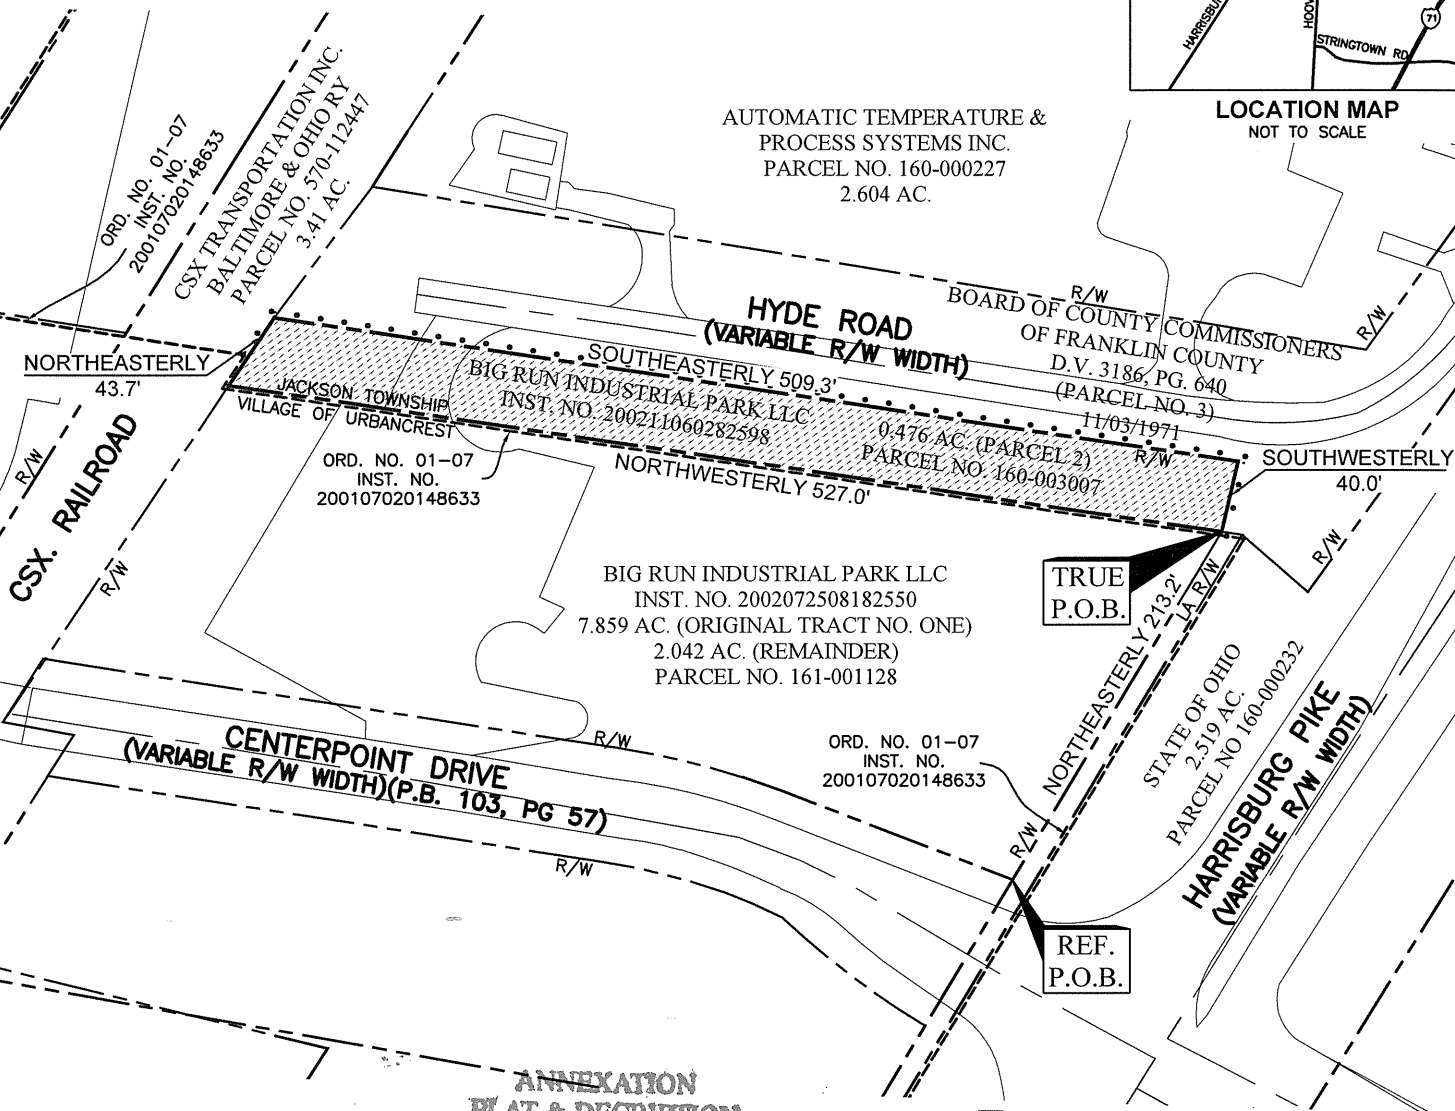 HARRISBU
HOOV
71
STRINGTOWN RD
LOCATION MAP
NOT TO SCALE
ORD. NO. 01-07
INST. NO.
200107020148633
CSX TRANSPORTATION INC.
BALTIMORE & OHIO RY
PARCEL NO. 570-112447
3.41 AC.
AUTOMATIC TEMPERATURE &
PROCESS SYSTEMS INC.
PARCEL NO. 160-000227
2.604 AC.
R/W
R/W
HYDE ROAD
(VARIABLE R/W WIDTH)
BOARD OF COUNTY COMMISSIONERS
OF FRANKLIN COUNTY
D.V. 3186, PG. 640
(PARCEL NO. 3)
11/03/1971
NORTHEASTERLY
43.7'
SOUTHEASTERLY 509.3'
JACKSON TOWNSHIP
VILLAGE OF URBANCREST
BIG RUN INDUSTRIAL PARK LLC
INST. NO. 200211060282598
0.476 AC. (PARCEL 2)
PARCEL NO. 160-003007
R/W
SOUTHWESTERLY
40.0'
NORTHWESTERLY 527.0'
ORD. NO. 01-07
INST. NO.
200107020148633
R/W
CSX. RAILROAD
R/W
R/W
TRUE
P.O.B.
BIG RUN INDUSTRIAL PARK LLC
INST. NO. 2002072508182550
7.859 AC. (ORIGINAL TRACT NO. ONE)
2.042 AC. (REMAINDER)
PARCEL NO. 161-001128
NORTHEASTERLY 213.2'
LA R/W
STATE OF OHIO
2.519 AC.
PARCEL NO 160-000232
HARRISBURG PIKE
(VARIABLE R/W WIDTH)
CENTERPOINT DRIVE
(VARIABLE R/W WIDTH)(P.B. 103, PG 57)
R/W
ORD. NO. 01-07
INST. NO.
200107020148633
R/W
R/W
REF.
P.O.B.
ANNEXATION
PLAT & DESCRIPTION